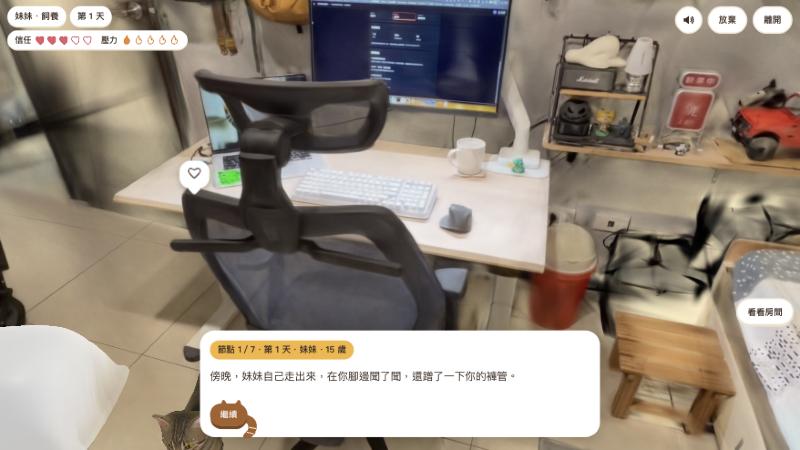 妹妹・飼養
第 1 天
信任
壓力
放棄
離開
Marshall
看看房間
節點 1 / 7・第 1 天・妹妹・15 歲
傍晚，妹妹自己走出來，在你腳邊聞了聞，還蹭了一下你的褲管。
繼續